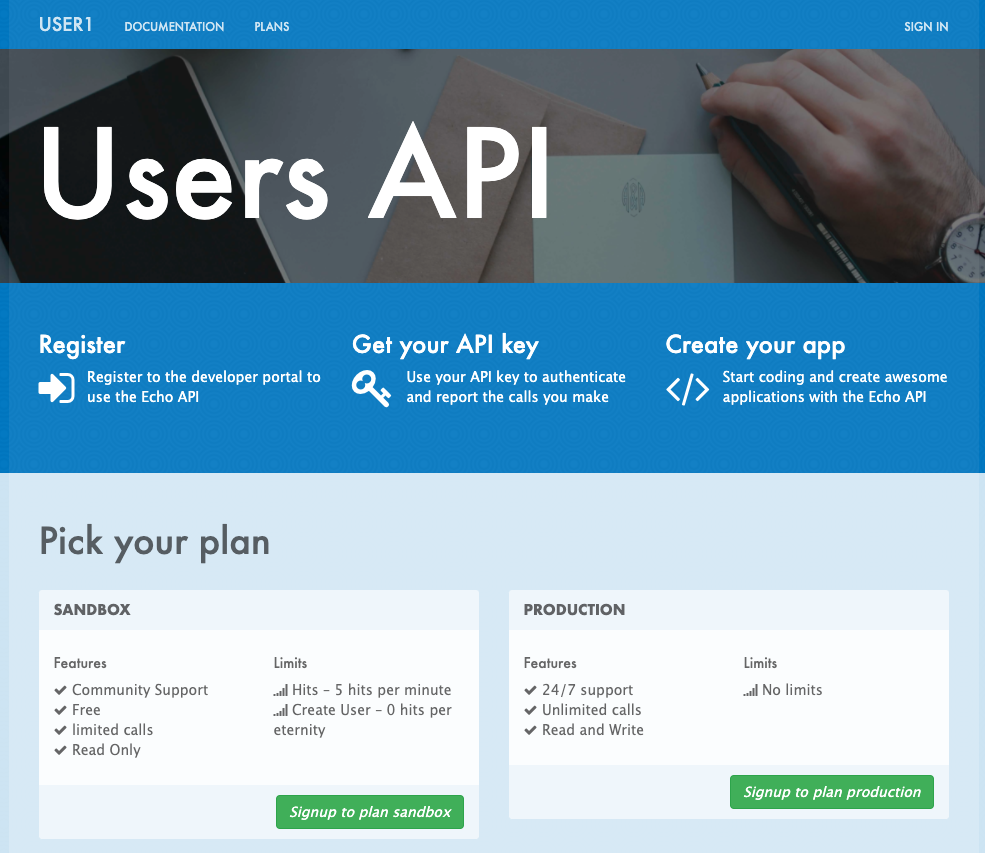 USER1 DOCUMENTATION PLANS SIGN IN
Users API
Register
Register to the developer portal to
use the Echo API
Get your API key
Use your API key to authenticate
and report the calls you make
Create your app
Start coding and create awesome
applications with the Echo API
Pick your plan
SANDBOX
Features
Community Support
Free
limited calls
Read Only
Limits
Hits – 5 hits per minute
Create User – 0 hits per
eternity
Signup to plan sandbox
PRODUCTION
Features
24/7 support
Unlimited calls
Read and Write
Limits
No limits
Signup to plan production